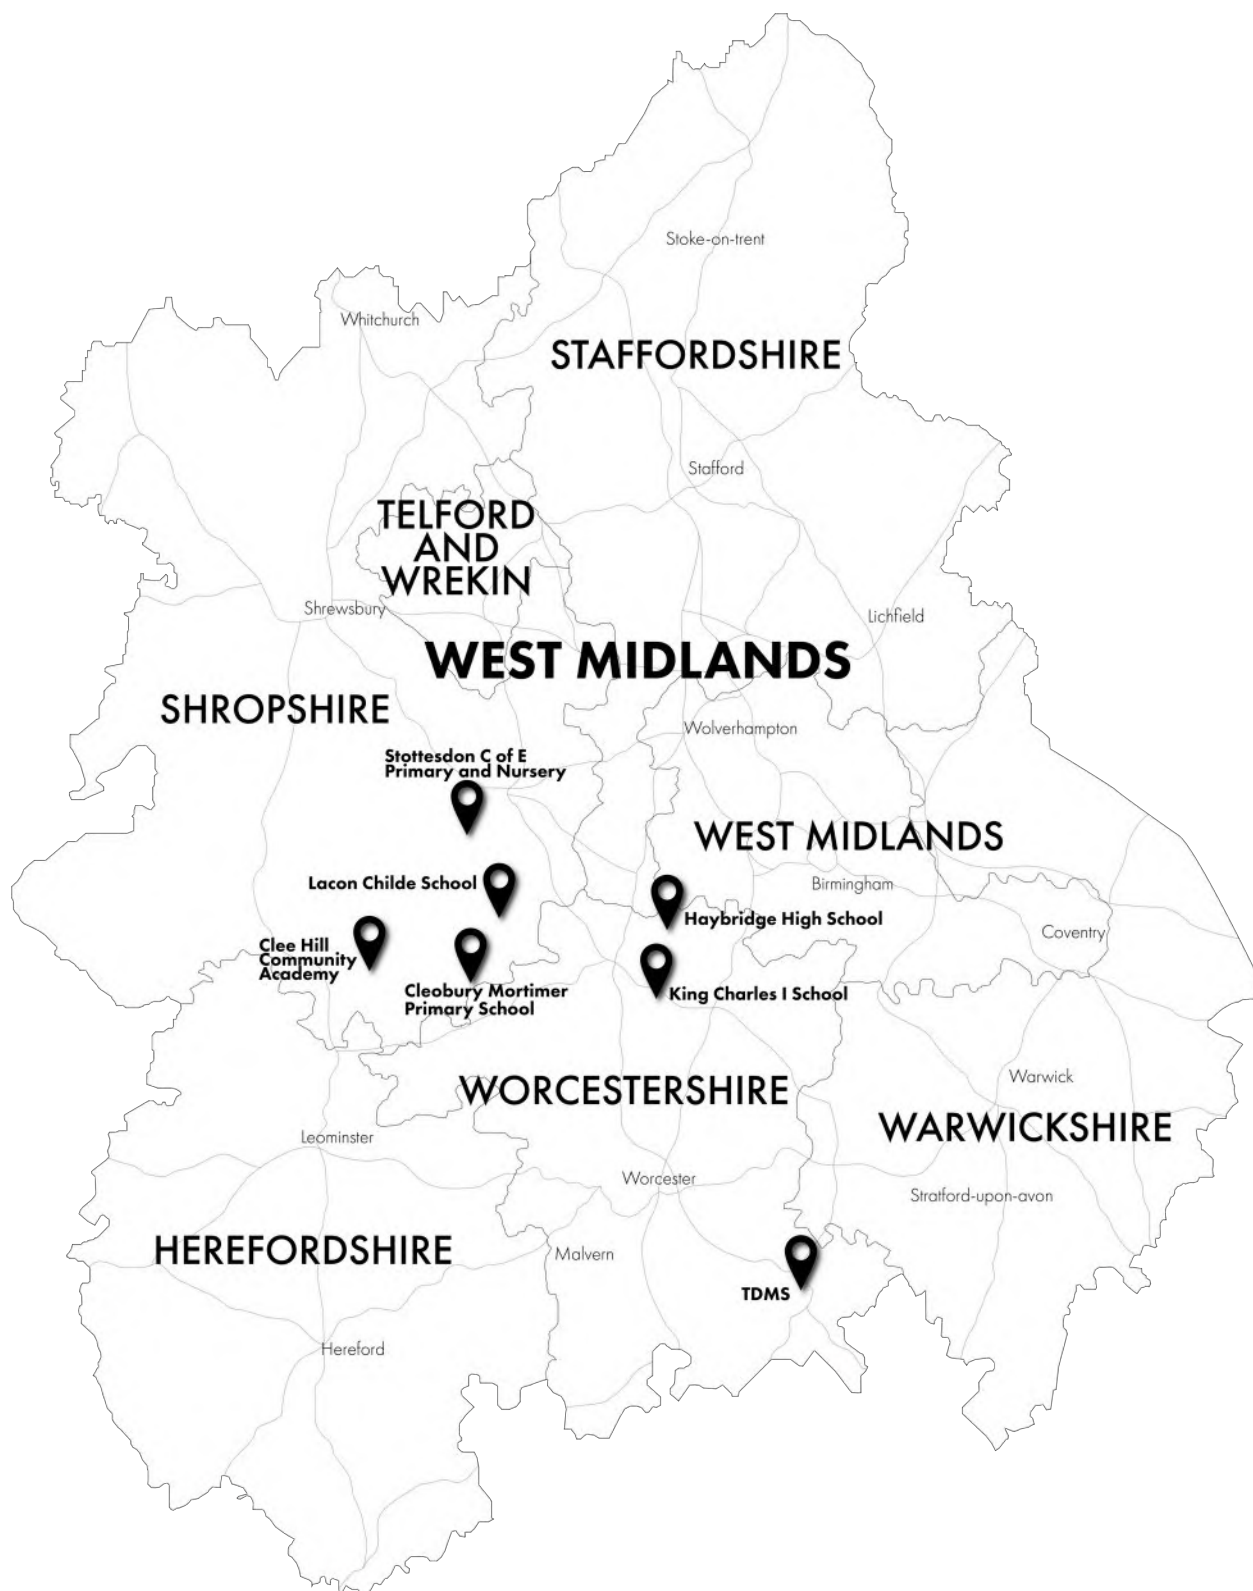 Stoke-on-trent
Whitchurch
STAFFORDSHIRE
Stafford
TELFORD
AND
WREKIN
Shrewsbury
Lichfield
WEST MIDLANDS
SHROPSHIRE
Wolverhampton
Stottesdon C of E
Primary and Nursery
WEST MIDLANDS
Lacon Childe School
Birmingham
Haybridge High School
Coventry
Clee Hill
Community
Academy
Cleobury Mortimer
Primary School
King Charles I School
Warwick
WORCESTERSHIRE
WARWICKSHIRE
Leominster
Worcester
Stratford-upon-avon
HEREFORDSHIRE
Malvern
TDMS
Hereford